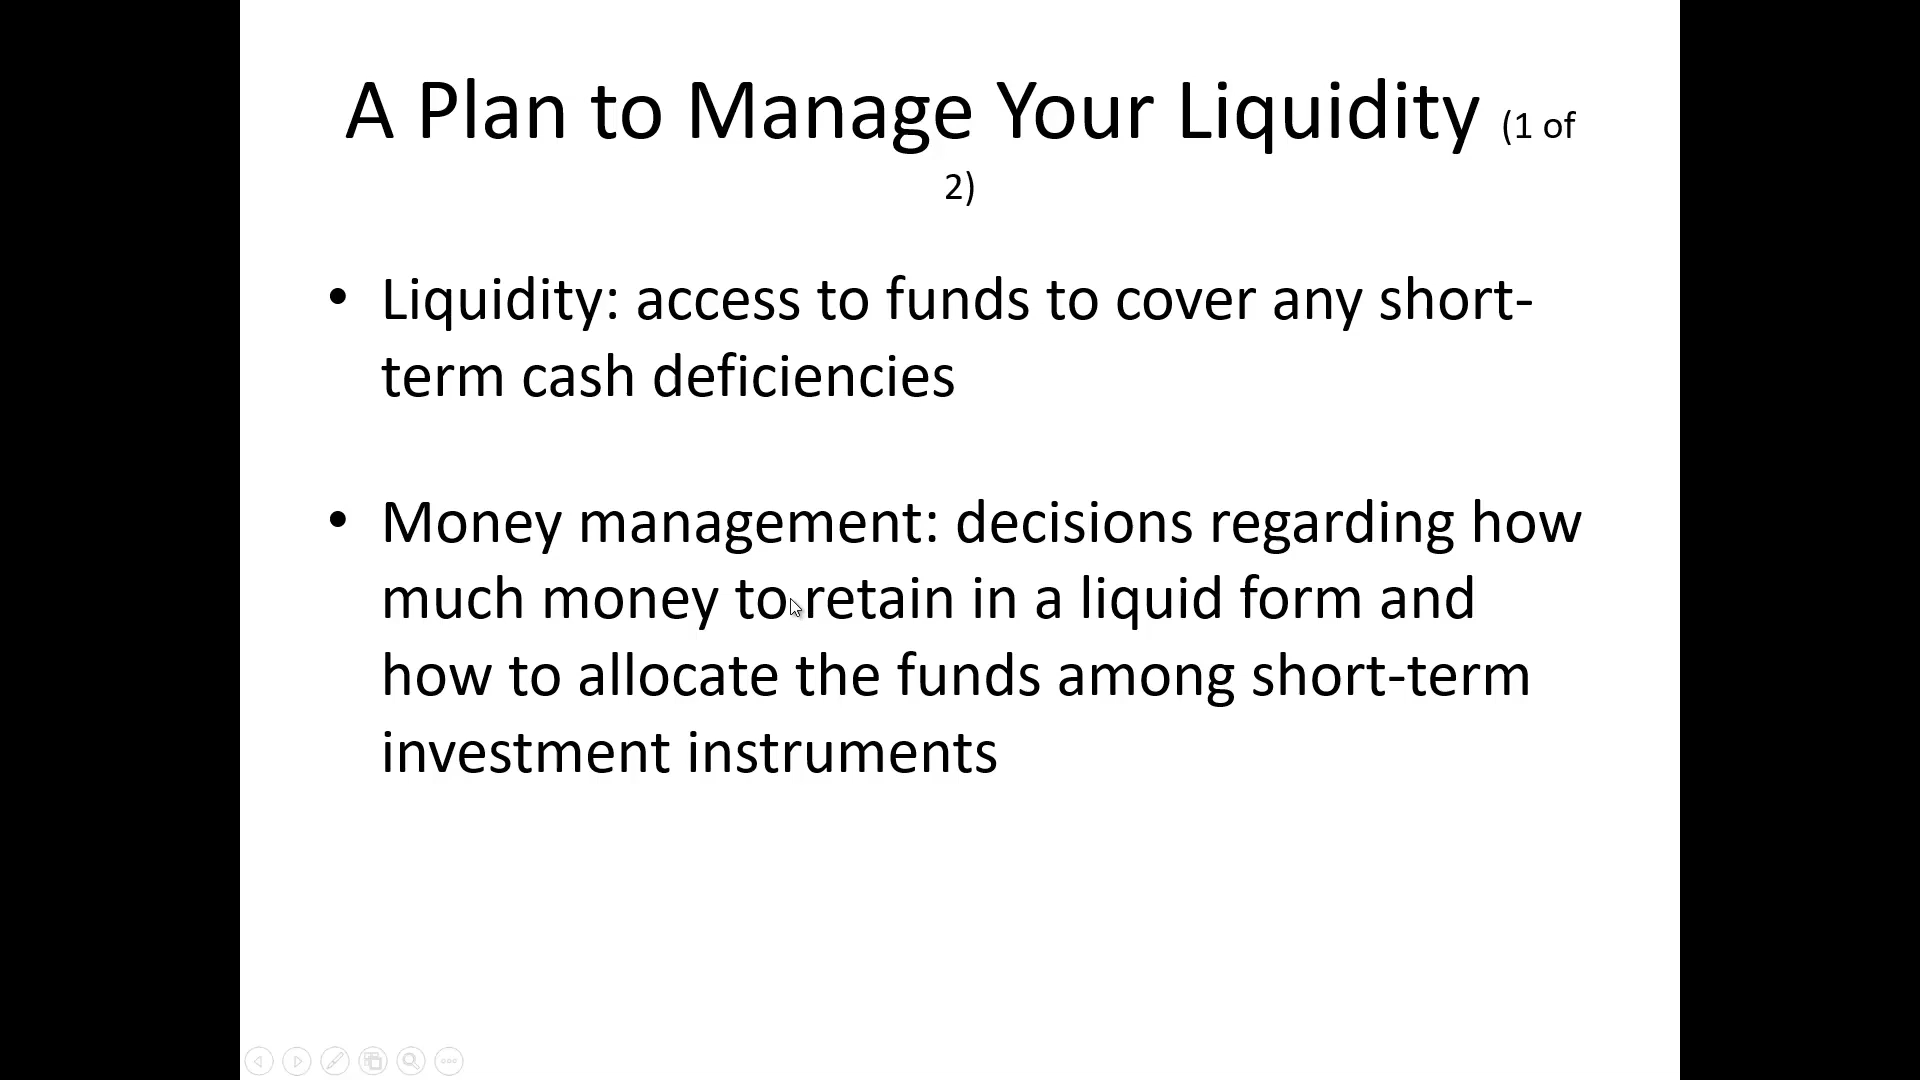 A Plan to Manage Your Liquidity (1 of
2)
• Liquidity: access to funds to cover any short-
term cash deficiencies
• Money management: decisions regarding how
much money to retain in a liquid form and
how to allocate the funds among short-term
investment instruments